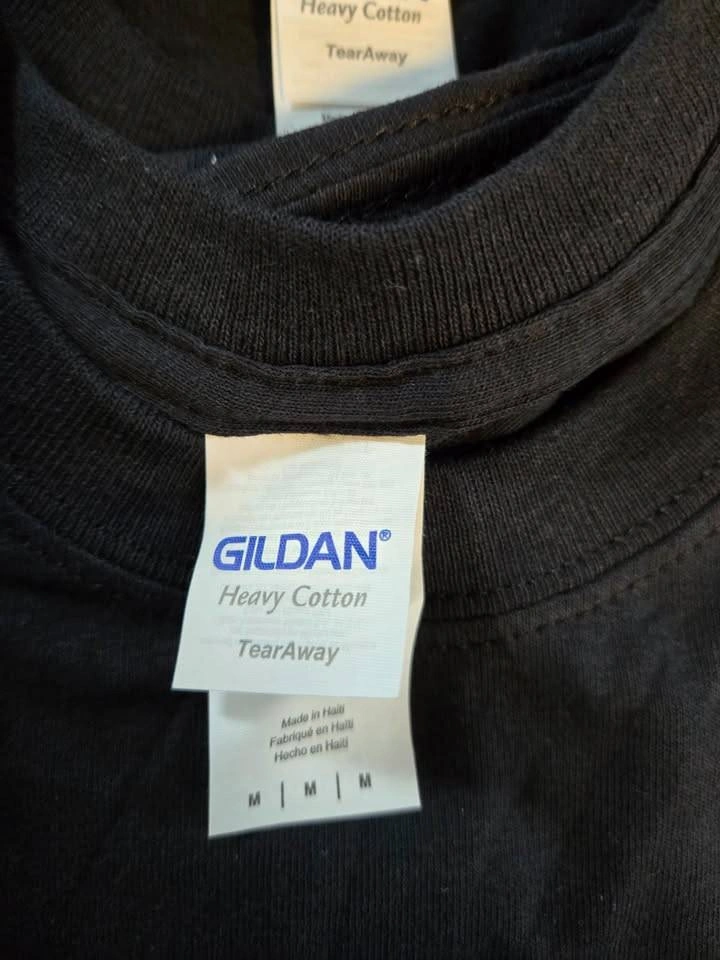 Heavy Cotton
TearAway
GILDAN®
Heavy Cotton
TearAway
Made in Haiti
Fabriqué en Haïti
Hecho en Haití
M | M | M